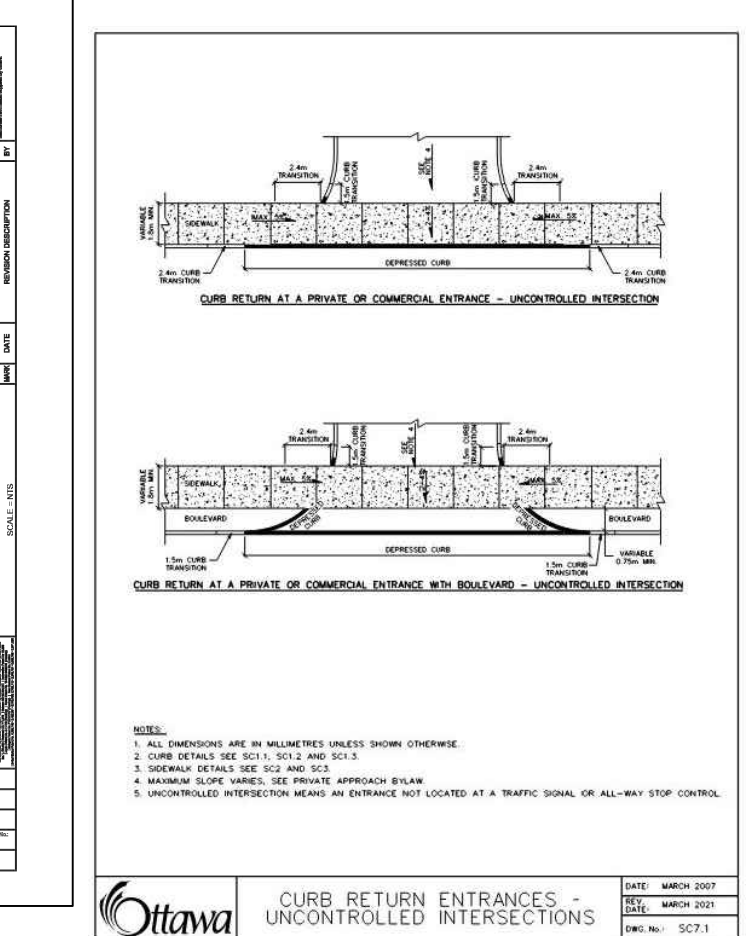 BY
REVISION DESCRIPTION
DATE
MARK
SCALE = NTS
No.:
2.4m
TRANSITION
1.5m CURB
TRANSITION
SEE
NOTE 4
1.5m CURB
TRANSITION
2.4m
TRANSITION
VARIABLE
1.8m MIN.
SIDEWALK
MAX. 5%
2-4%
MAX. 5%
DEPRESSED CURB
2.4m CURB
TRANSITION
2.4m CURB
TRANSITION
CURB RETURN AT A PRIVATE OR COMMERCIAL ENTRANCE - UNCONTROLLED INTERSECTION
2.4m
TRANSITION
1.5m CURB
TRANSITION
SEE
NOTE 4
1.5m CURB
TRANSITION
2.4m
TRANSITION
VARIABLE
1.8m MIN.
SIDEWALK
MAX. 5%
2-4%
MAX. 5%
BOULEVARD
DEPRESSED
CURB
DEPRESSED
CURB
BOULEVARD
DEPRESSED CURB
1.5m CURB
TRANSITION
1.5m CURB
TRANSITION
VARIABLE
0.75m MIN.
CURB RETURN AT A PRIVATE OR COMMERCIAL ENTRANCE WITH BOULEVARD - UNCONTROLLED INTERSECTION
NOTES:
1. ALL DIMENSIONS ARE IN MILLIMETRES UNLESS SHOWN OTHERWISE.
2. CURB DETAILS SEE SC1.1, SC1.2 AND SC1.3.
3. SIDEWALK DETAILS SEE SC2 AND SC3.
4. MAXIMUM SLOPE VARIES, SEE PRIVATE APPROACH BYLAW.
5. UNCONTROLLED INTERSECTION MEANS AN ENTRANCE NOT LOCATED AT A TRAFFIC SIGNAL OR ALL-WAY STOP CONTROL.
Ottawa
CURB RETURN ENTRANCES -
UNCONTROLLED INTERSECTIONS
DATE: MARCH 2007
REV. DATE: MARCH 2021
DWG. No.: SC7.1